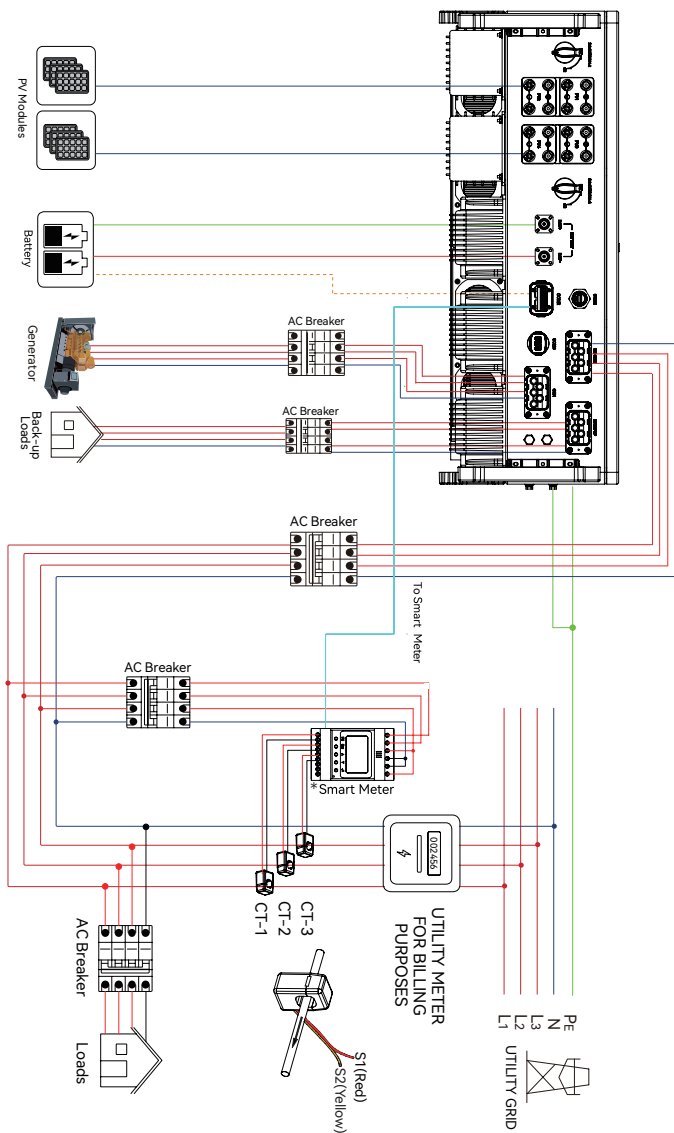 PV Modules
Battery
Generator
Back-up
Loads
AC Breaker
AC Breaker
AC Breaker
To Smart Meter
AC Breaker
* Smart Meter
002456
UTILITY METER
FOR BILLING
PURPOSES
CT-3
CT-2
CT-1
S1(Red)
S2(Yellow)
AC Breaker
Loads
PE
N
L3
L2
L1
UTILITY GRID